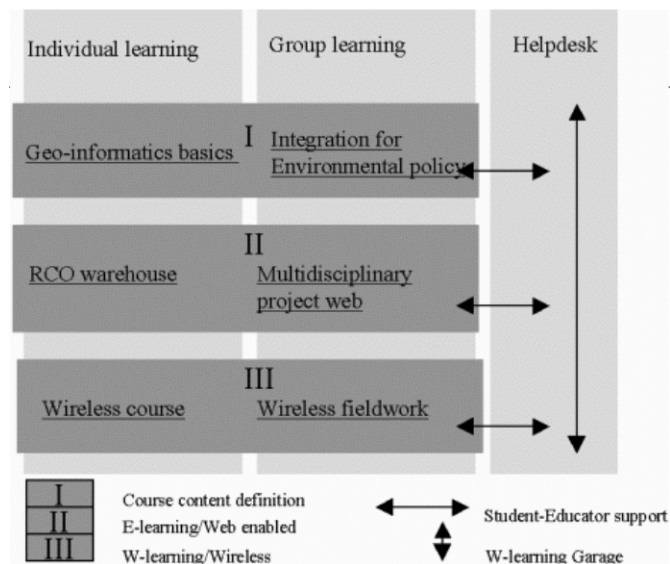 Individual learning
Group learning
Helpdesk
I
Geo-informatics basics
Integration for
Environmental policy
II
RCO warehouse
Multidisciplinary
project web
III
Wireless course
Wireless fieldwork
I
Course content definition
II
E-learning/Web enabled
III
W-learning/Wireless
Student-Educator support
W-learning Garage